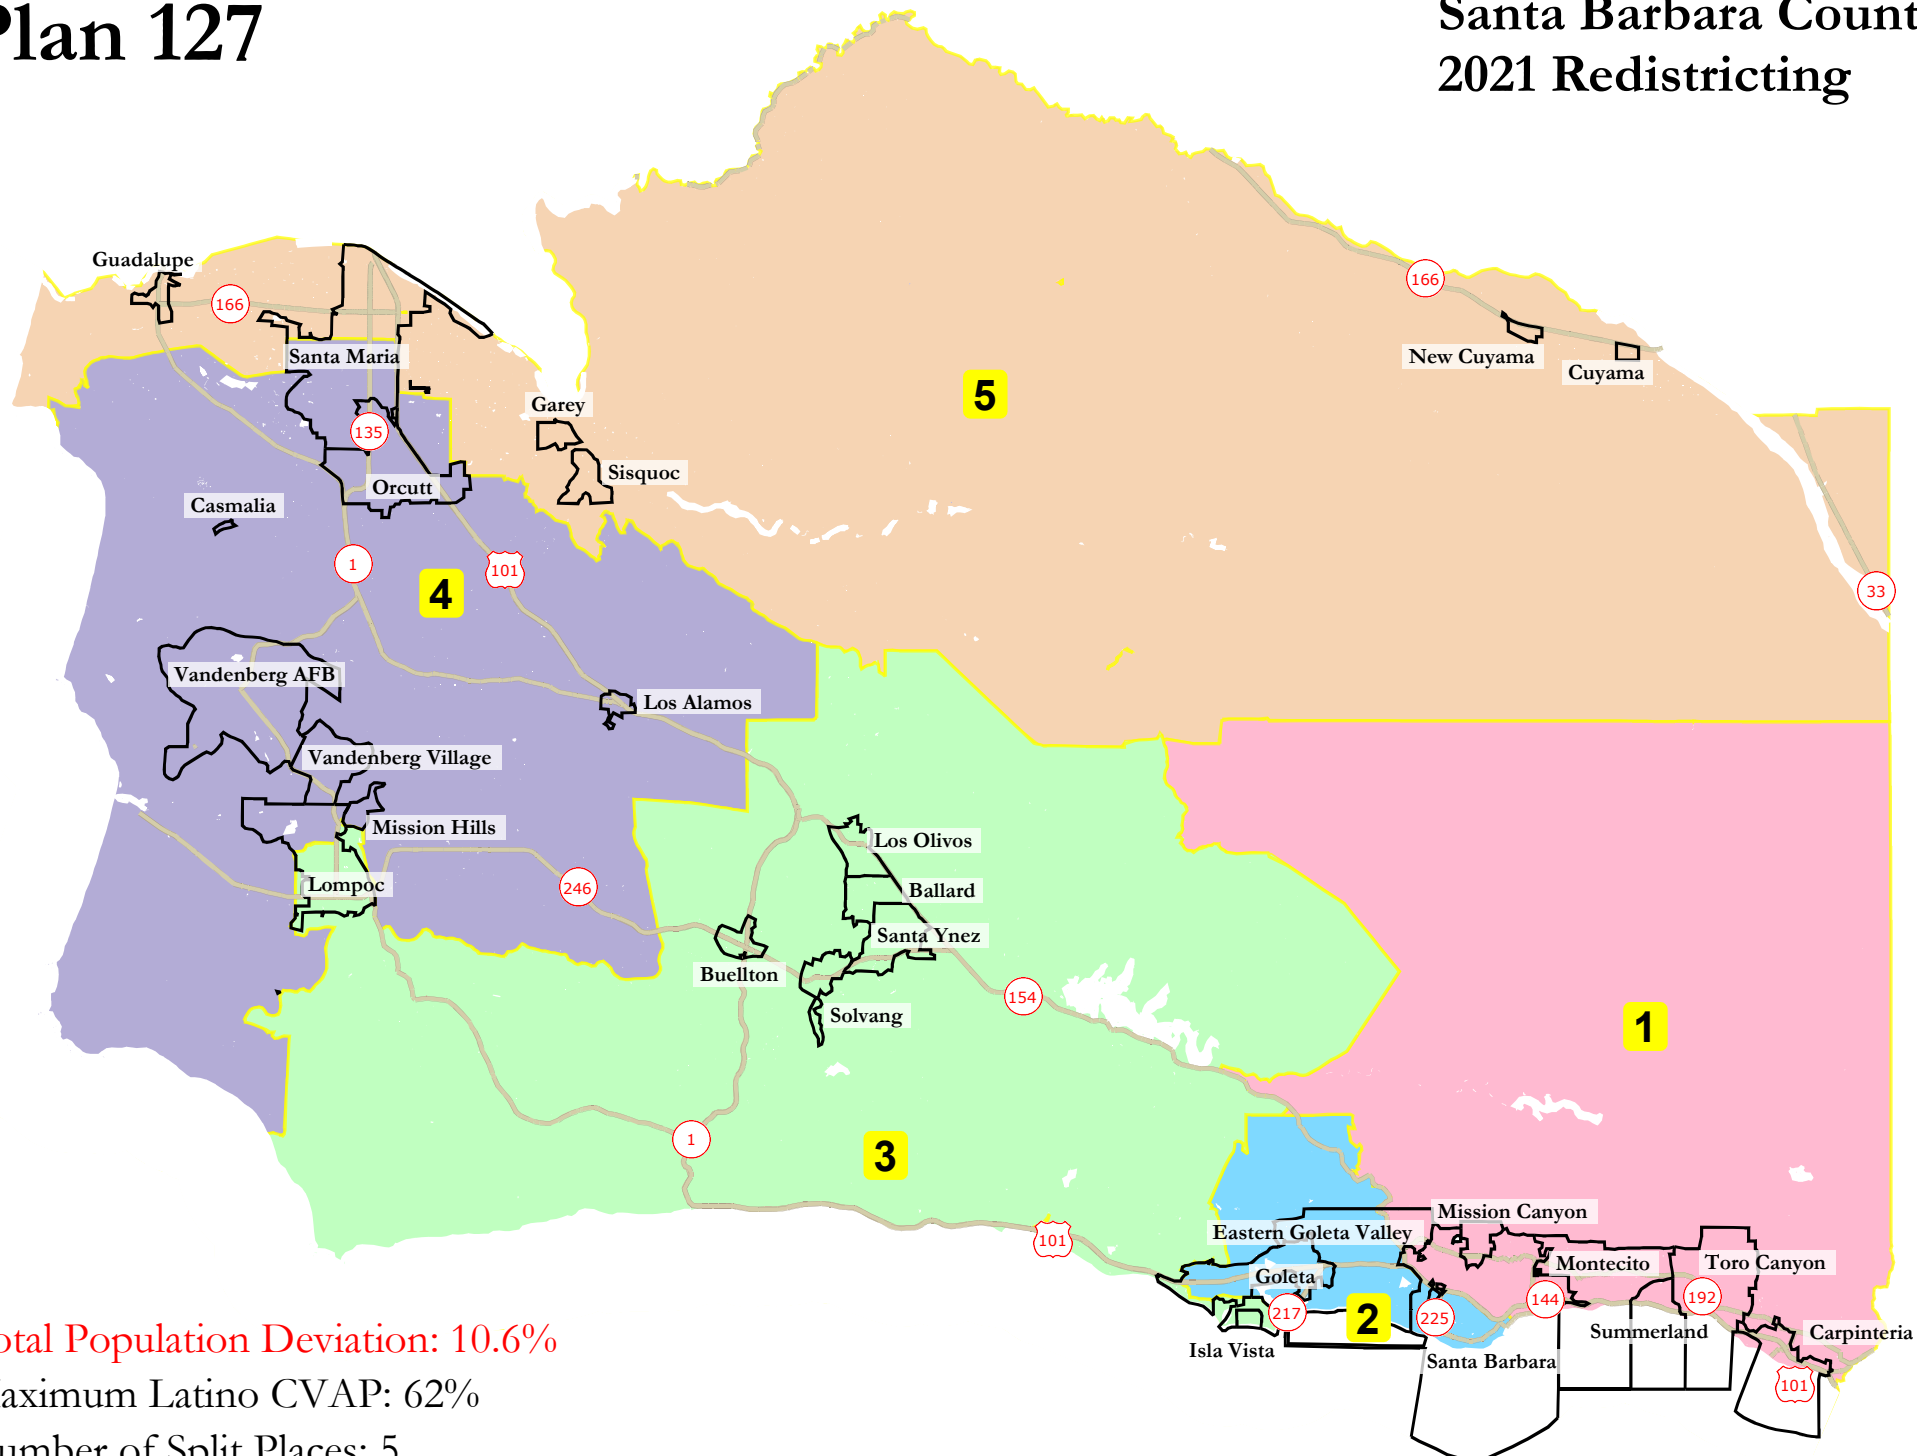 Plan 127
Santa Barbara Count
2021 Redistricting
Guadalupe
166
166
Santa Maria
New Cuyama
Cuyama
5
Garey
135
Sisquoc
Orcutt
Casmalia
1
101
4
33
Vandenberg AFB
Los Alamos
Vandenberg Village
Mission Hills
Los Olivos
Lompoc
246
Ballard
Santa Ynez
Buellton
154
Solvang
1
1
3
Mission Canyon
Eastern Goleta Valley
101
Montecito
Toro Canyon
Goleta
217
2
225
144
192
Summerland
Carpinteria
Isla Vista
Santa Barbara
101
otal Population Deviation: 10.6%
aximum Latino CVAP: 62%
umber of Split Places: 5